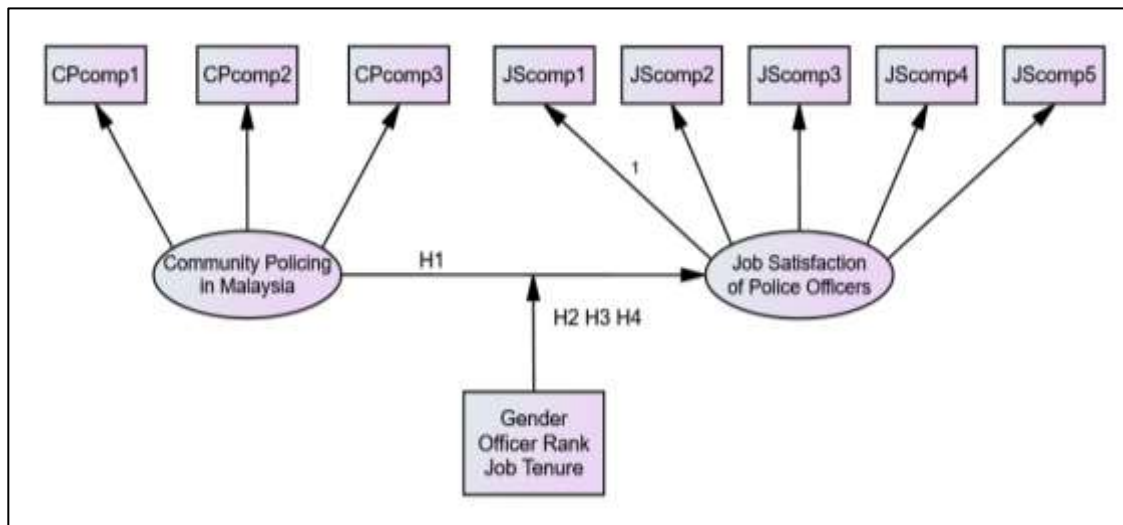 CPcomp1 CPcomp2 CPcomp3 JScomp1 JScomp2 JScomp3 JScomp4 JScomp5
1
Community Policing
in Malaysia
H1
Job Satisfaction
of Police Officers
H2 H3 H4
Gender
Officer Rank
Job Tenure